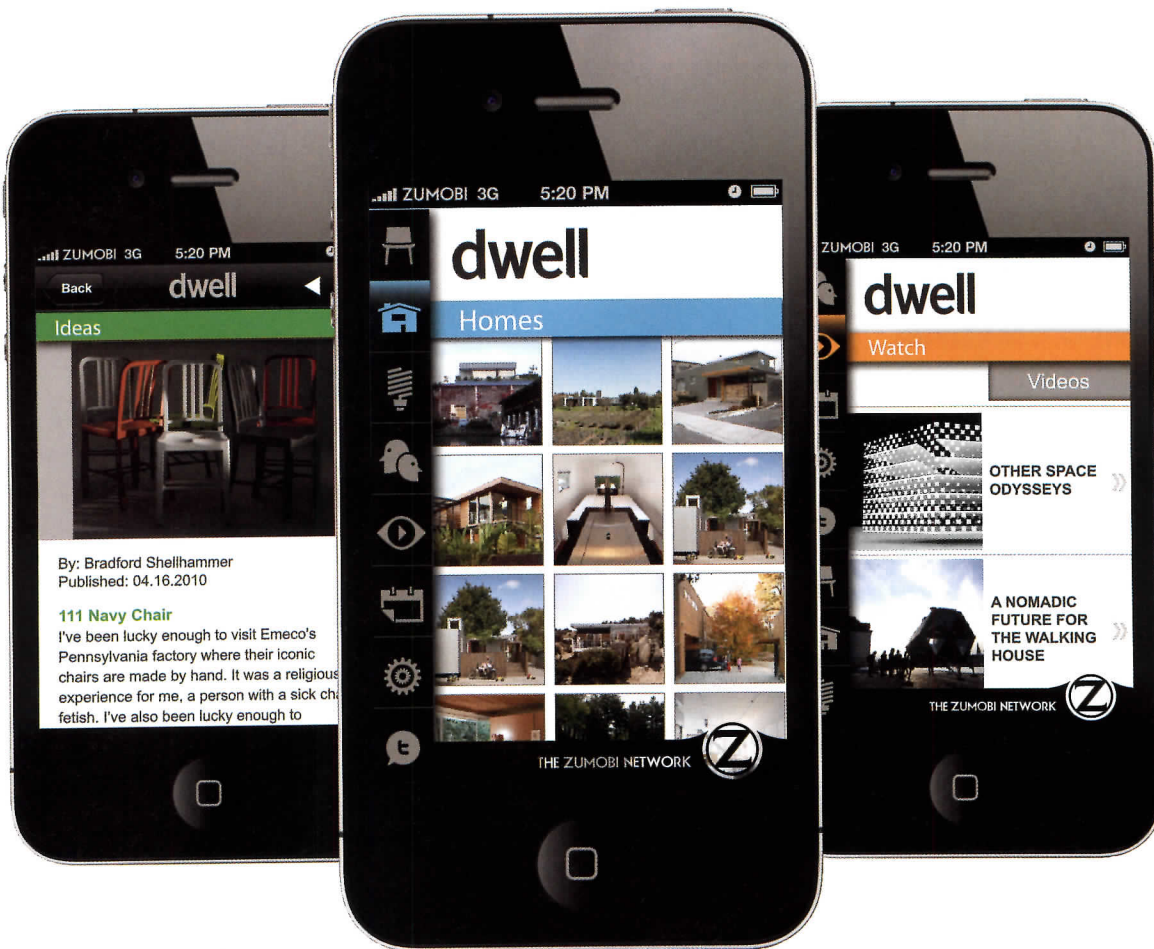 ZUMOBI 3G 5:20 PM
Back dwell
Ideas
By: Bradford Shellhammer
Published: 04.16.2010
111 Navy Chair
I've been lucky enough to visit Emeco's
Pennsylvania factory where their iconic
chairs are made by hand. It was a religious
experience for me, a person with a sick
fetish. I've also been lucky enough to
ZUMOBI 3G 5:20 PM
dwell
Homes
THE ZUMOBI NETWORK Z
ZUMOBI 3G 5:20 PM
dwell
Watch
Videos
OTHER SPACE
ODYSSEYS
A NOMADIC
FUTURE FOR
THE WALKING
HOUSE
THE ZUMOBI NETWORK Z